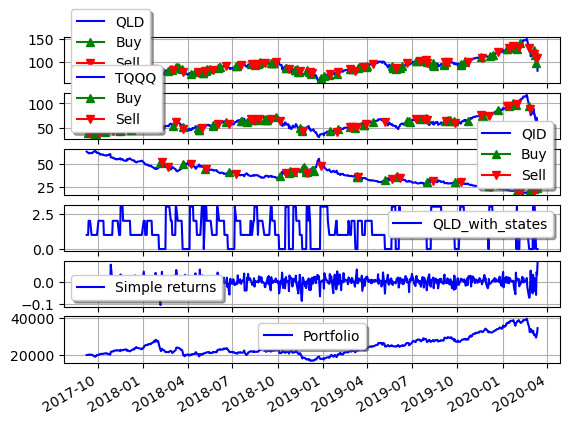 QLD
Buy
Sell
150
100
TQQQ
Buy
Sell
100
50
QID
Buy
Sell
50
25
2.5
0.0
QLD_with_states
0.0
−0.1
Simple returns
40000
20000
Portfolio
2017-10
2018-01
2018-04
2018-07
2018-10
2019-01
2019-04
2019-07
2019-10
2020-01
2020-04